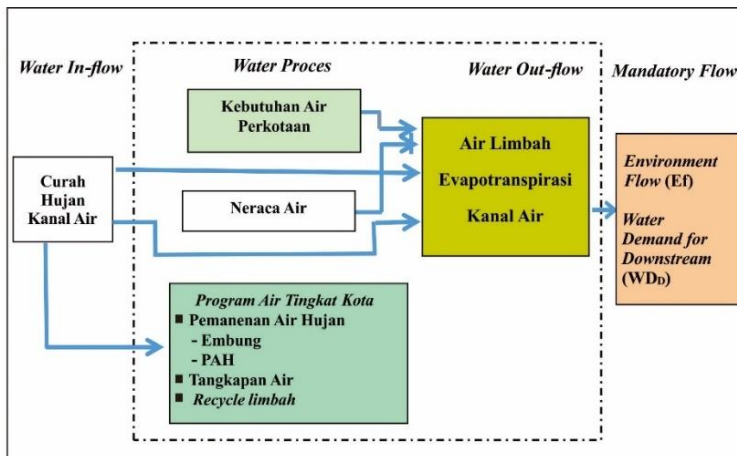 Water In-flow
Water Proces
Water Out-flow
Mandatory Flow
Kebutuhan Air
Perkotaan
Curah
Hujan
Kanal Air
Neraca Air
Air Limbah
Evapotranspirasi
Kanal Air
Environment
Flow (Ef)
Water
Demand for
Downstream
(WDD)
Program Air Tingkat Kota
■ Pemanenan Air Hujan
- Embung
- PAH
■ Tangkapan Air
■ Recycle limbah